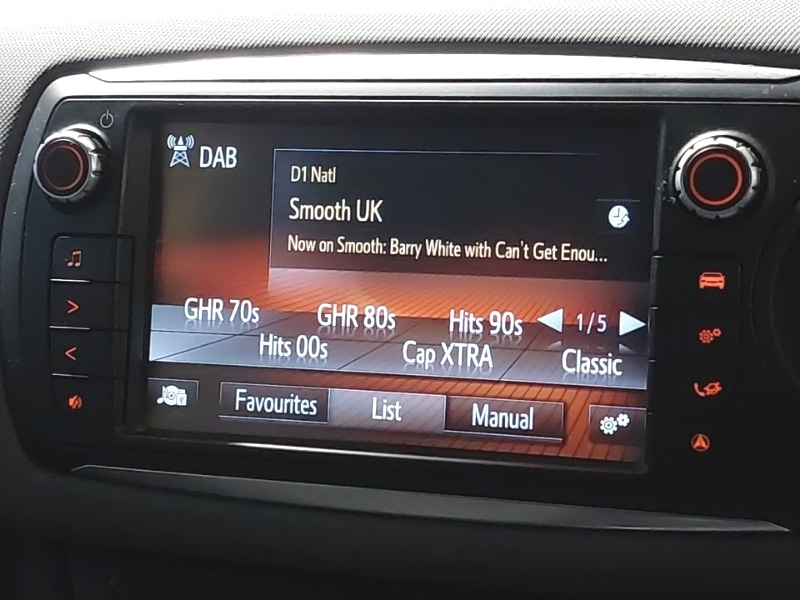 DAB
D1 Natl
Smooth UK
Now on Smooth: Barry White with Can't Get Enou...
GHR 70s GHR 80s Hits 90s 1/5
Hits 00s Cap XTRA Classic
Favourites List Manual